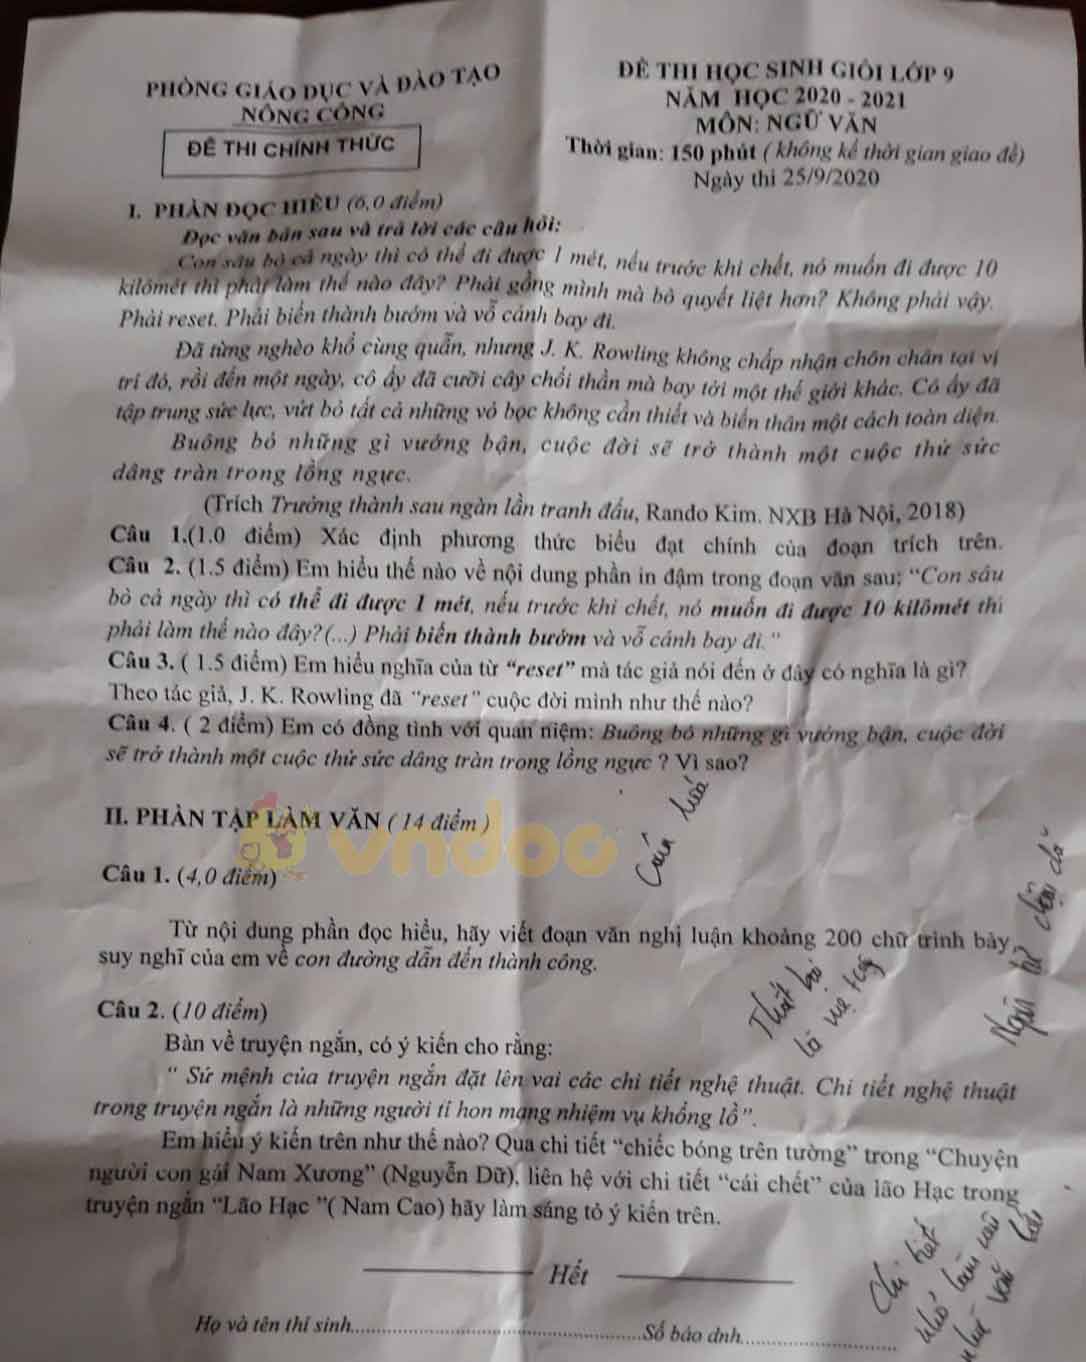 PHÒNG GIÁO DỤC VÀ ĐÀO TẠO
NÔNG CÔNG
ĐỀ THI CHÍNH THỨC
ĐỀ THI HỌC SINH GIỎI LỚP 9
NĂM HỌC 2020 - 2021
MÔN: NGỮ VĂN
Thời gian: 150 phút ( không kể thời gian giao đề)
Ngày thi 25/9/2020
I. PHẦN ĐỌC HIỂU (6,0 điểm)
Đọc văn bản sau và trả lời các câu hỏi:
Con sâu bò cả ngày thì có thể đi được 1 mét, nếu trước khi chết, nó muốn đi được 10
kilômét thì phải làm thế nào đây? Phải gồng mình mà bò quyết liệt hơn? Không phải vậy.
Phải reset. Phải biến thành bướm và vỗ cánh bay đi.
Đã từng nghèo khổ cùng quẫn, nhưng J. K. Rowling không chấp nhận chôn chân tại vị
trí đó, rồi đến một ngày, cô ấy đã cưỡi cây chổi thần mà bay tới một thế giới khác. Cô ấy đã
tập trung sức lực, vứt bỏ tất cả những vỏ bọc không cần thiết và biến thân một cách toàn diện.
Buông bỏ những gì vướng bận, cuộc đời sẽ trở thành một cuộc thử sức
dâng tràn trong lồng ngực.
(Trích Trưởng thành sau ngàn lần tranh đấu, Rando Kim. NXB Hà Nội, 2018)
Câu 1.(1.0 điểm) Xác định phương thức biểu đạt chính của đoạn trích trên.
Câu 2. (1.5 điểm) Em hiểu thế nào về nội dung phần in đậm trong đoạn văn sau; "Con sâu
bò cả ngày thì có thể đi được 1 mét, nếu trước khi chết, nó muốn đi được 10 kilômét thì
phải làm thế nào đây?(...) Phải biến thành bướm và vỗ cánh bay đi."
Câu 3. ( 1.5 điểm) Em hiểu nghĩa của từ "reset" mà tác giả nói đến ở đây có nghĩa là gì?
Theo tác giả, J. K. Rowling đã "reset" cuộc đời mình như thế nào?
Câu 4. ( 2 điểm) Em có đồng tình với quan niệm: Buông bỏ những gì vướng bận, cuộc đời
sẽ trở thành một cuộc thử sức dâng tràn trong lồng ngực ? Vì sao?
II. PHẦN TẬP LÀM VĂN ( 14 điểm )
vndoc
Câu 1. (4,0 điểm)
Từ nội dung phần đọc hiểu, hãy viết đoạn văn nghị luận khoảng 200 chữ trình bày
suy nghĩ của em về con đường dẫn đến thành công.
Câu 2. (10 điểm)
Bàn về truyện ngắn, có ý kiến cho rằng:
" Sứ mệnh của truyện ngắn đặt lên vai các chi tiết nghệ thuật. Chi tiết nghệ thuật
trong truyện ngắn là những người tí hon mang nhiệm vụ khổng lồ".
Em hiểu ý kiến trên như thế nào? Qua chi tiết "chiếc bóng trên tường" trong "Chuyện
người con gái Nam Xương" (Nguyễn Dữ), liên hệ với chi tiết "cái chết" của lão Hạc trong
truyện ngắn "Lão Hạc "( Nam Cao) hãy làm sáng tỏ ý kiến trên.
Hết
Họ và tên thí sinh.....................................................Số báo dnh............................
Thất bại
là mẹ tcg
Chi tiết
nhỏ làm nên
nhà văn lớn